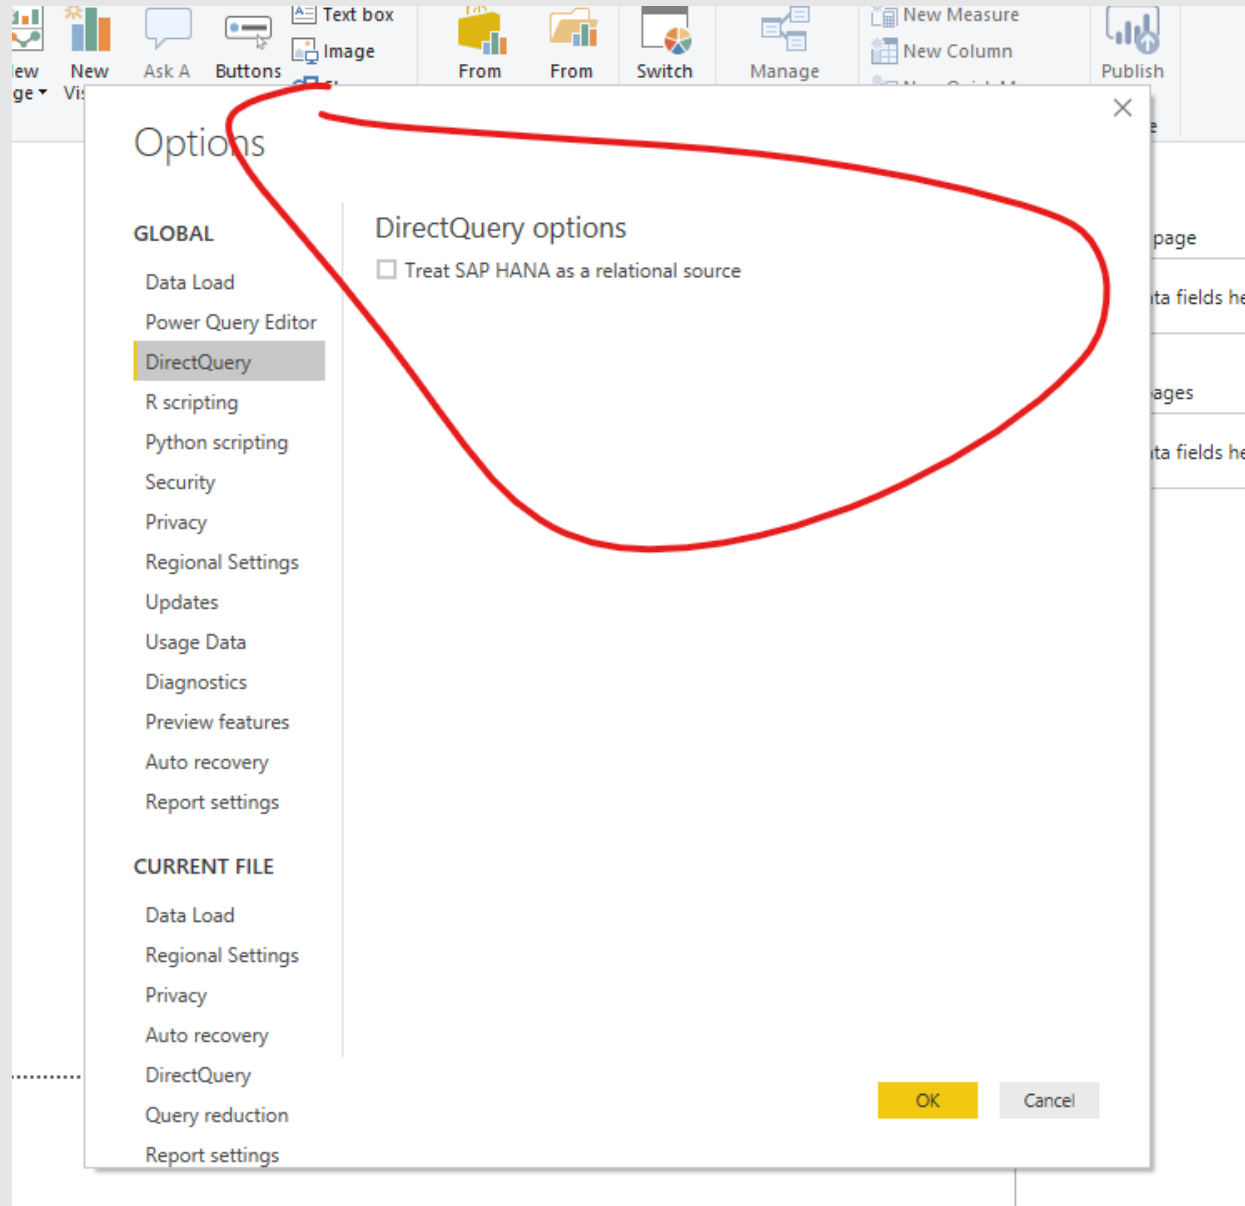 Text box
New Measure
Image
New Column
New
Ask A
Buttons
From
From
Switch
Manage
Publish
Options
GLOBAL
DirectQuery options
page
Data Load
Treat SAP HANA as a relational source
Power Query Editor
DirectQuery
R scripting
Python scripting
Security
Privacy
Regional Settings
Updates
Usage Data
Diagnostics
Preview features
Auto recovery
Report settings
CURRENT FILE
Data Load
Regional Settings
Privacy
Auto recovery
DirectQuery
Query reduction
Report settings
OK
Cancel
fields
fields